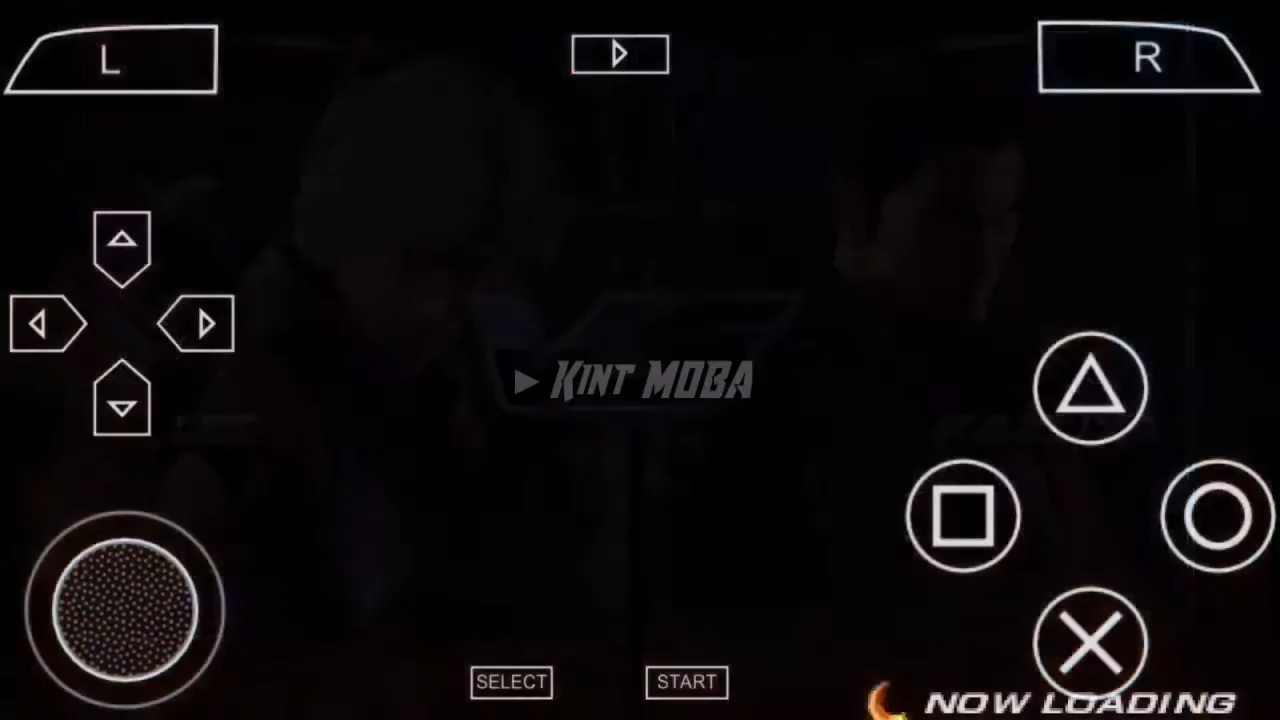 L
R
KINT MOBA
SELECT
START
NOW LOADING